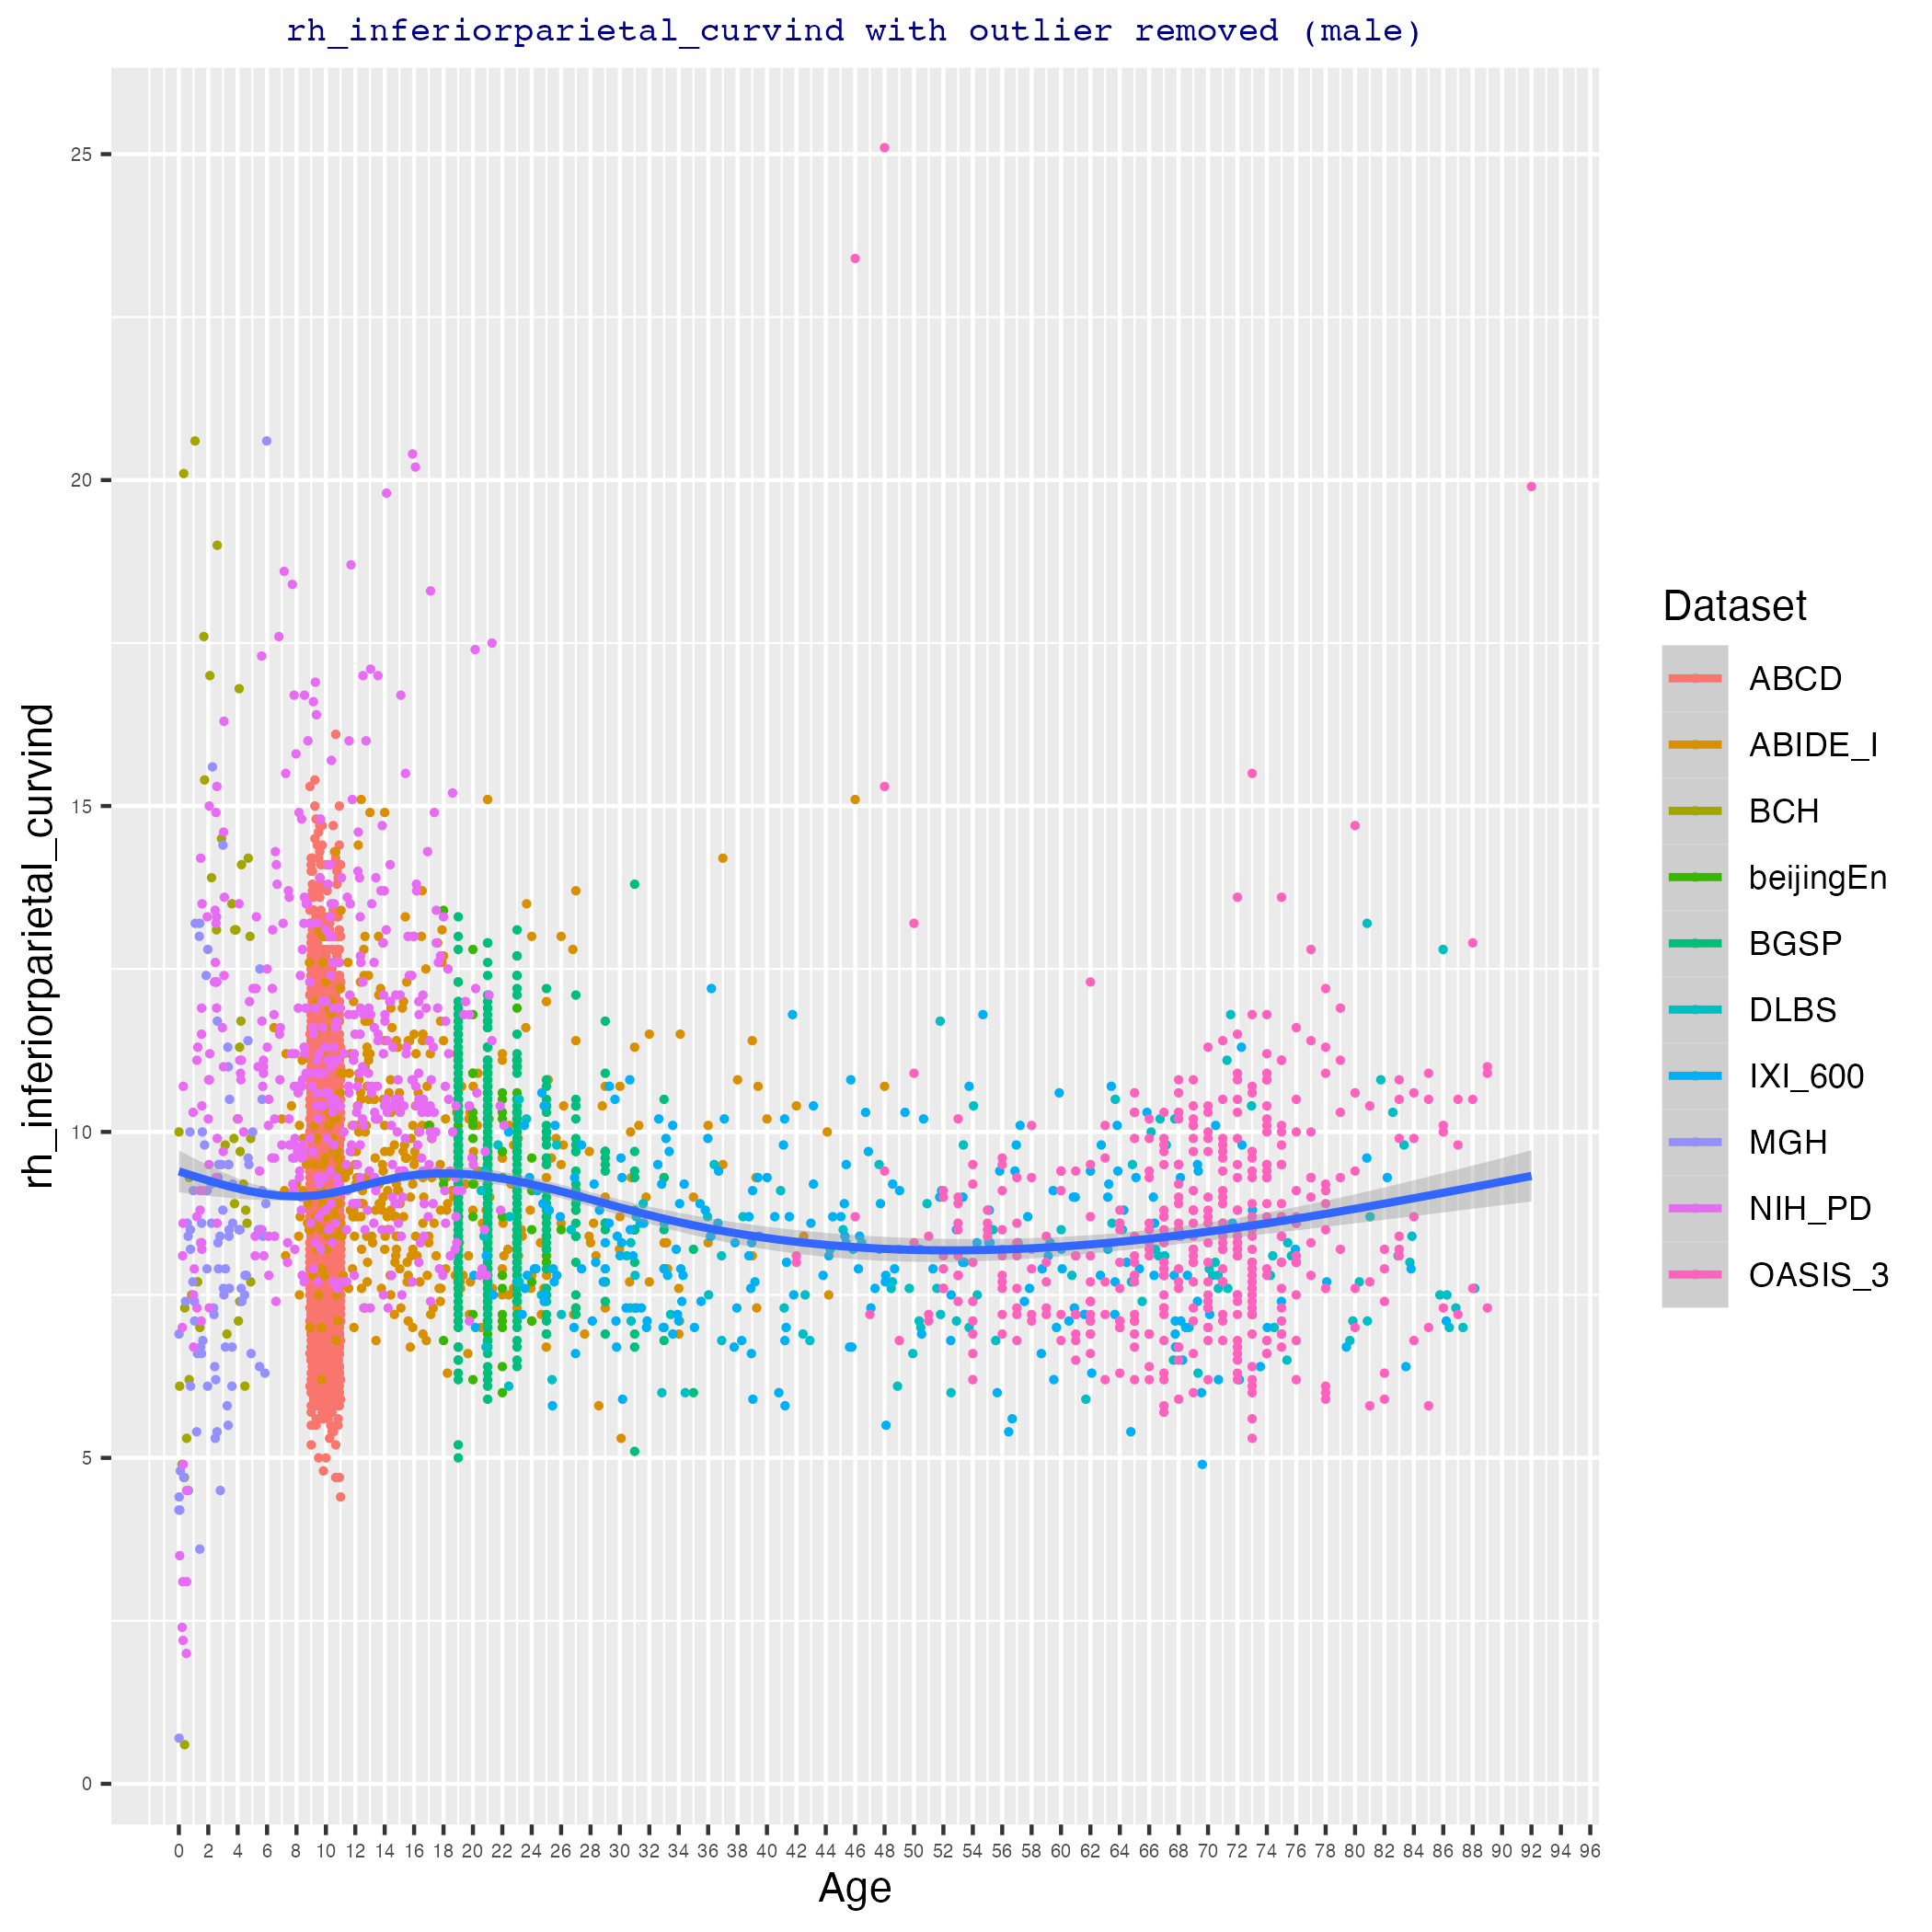 rh_inferiorparietal_curvind with outlier removed (male)
rh_inferiorparietal_curvind
25
20
15
10
5
0
0 2 4 6 8 10 12 14 16 18 20 22 24 26 28 30 32 34 36 38 40 42 44 46 48 50 52 54 56 58 60 62 64 66 68 70 72 74 76 78 80 82 84 86 88 90 92 94 96
Age
Dataset
ABCD
ABIDE_I
BCH
beijingEn
BGSP
DLBS
IXI_600
MGH
NIH_PD
OASIS_3